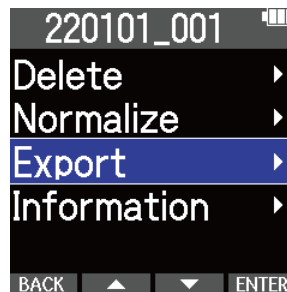 220101_001
Delete
Normalize
Export
Information
BACK ENTER